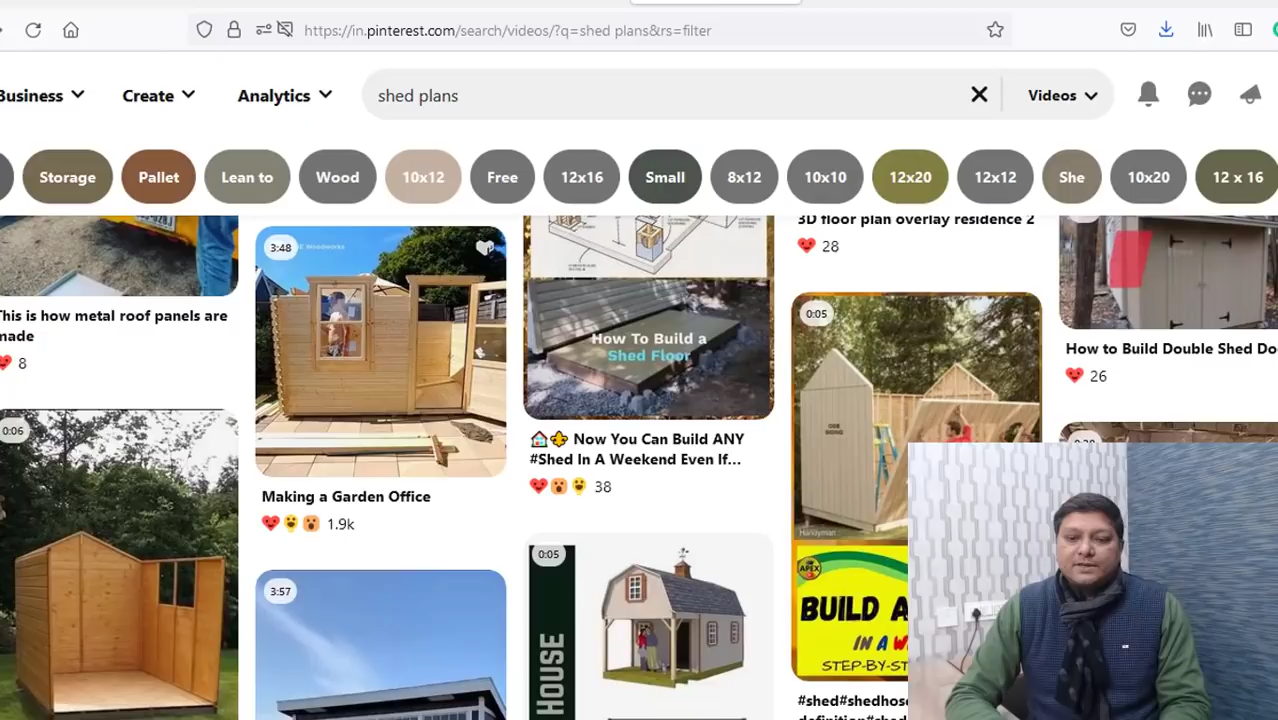 https://in.pinterest.com/search/videos/?q=shed plans&rs=filter
Business
Create
Analytics
shed plans
Videos
Storage
Pallet
Lean to
Wood
10x12
Free
12x16
Small
8x12
10x10
12x20
12x12
She
10x20
12 x 16
This is how metal roof panels are
made
8
0:06
3:48
Woodworks
Making a Garden Office
1.9k
3:57
How To Build a
Shed Floor
Now You Can Build ANY
#Shed In A Weekend Even If...
38
0:05
HOUSE
3D floor plan overlay residence 2
28
0:05
OSB
SIDING
Handyman
APEX
BUILD A
IN A W
STEP-BY-ST
#shed#shedhos
How to Build Double Shed Do
26